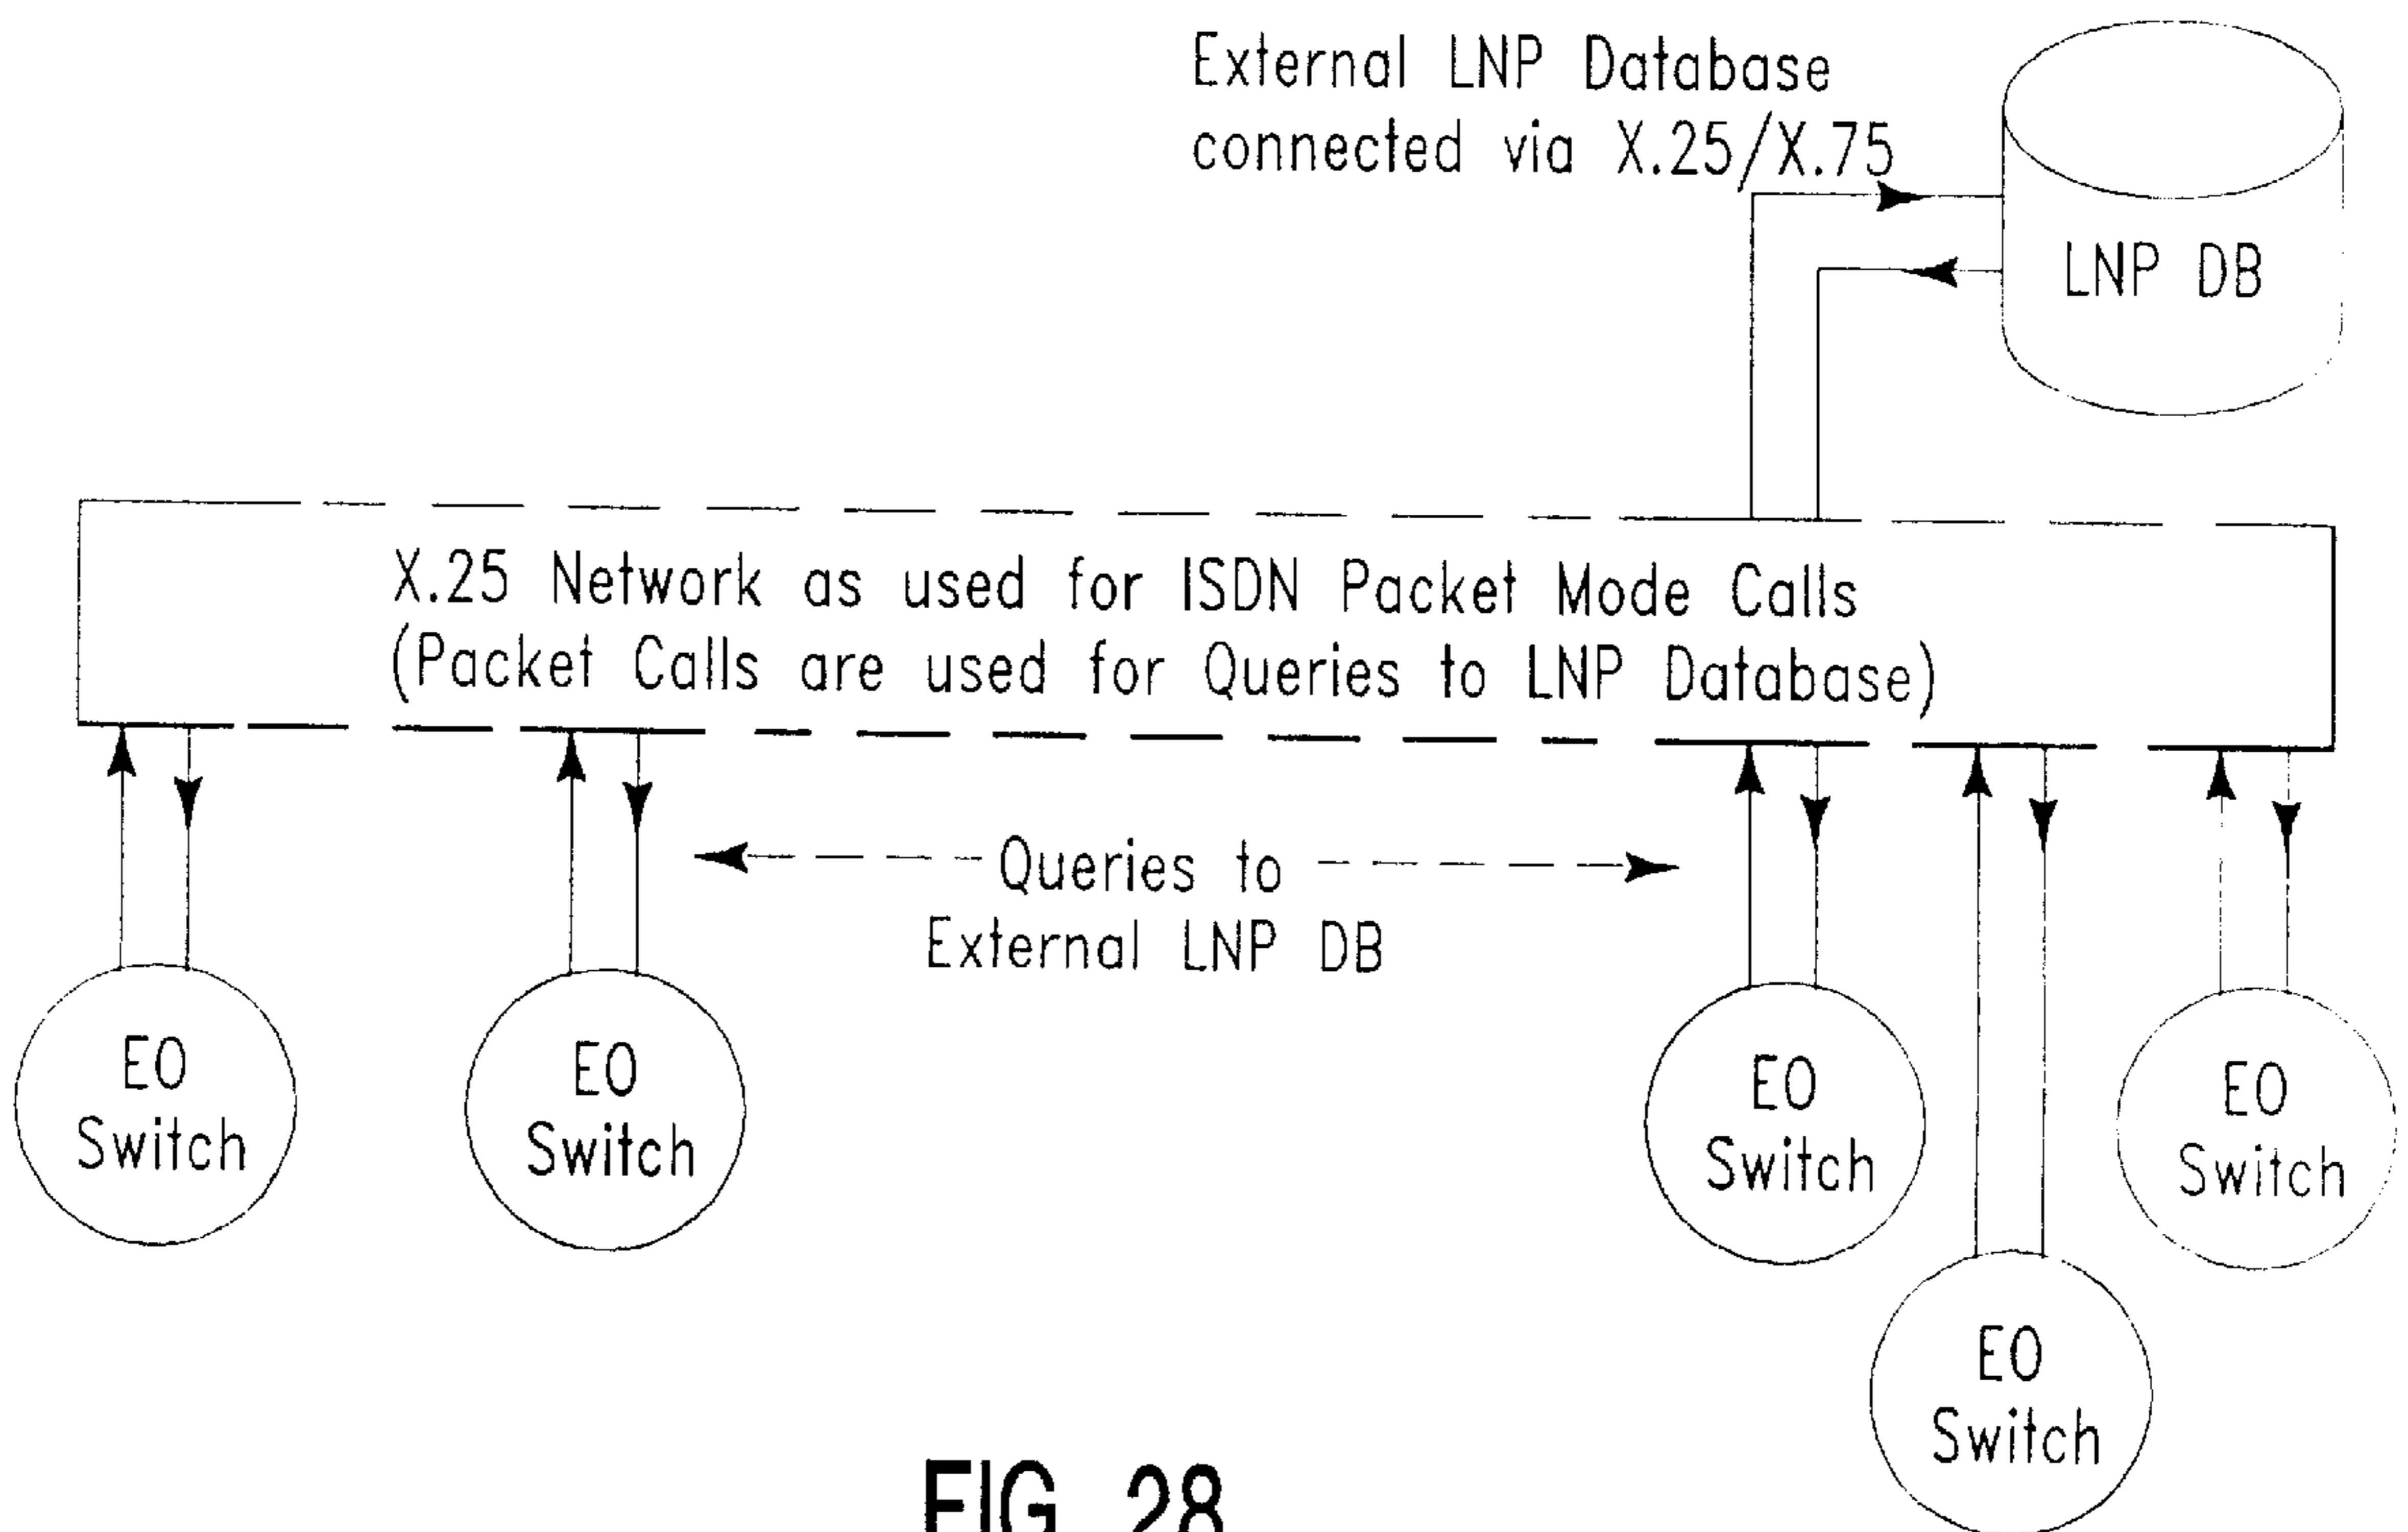 External LNP Database
connected via X.25/X.75
LNP DB
X.25 Network as used for ISDN Packet Mode Calls
(Packet Calls are used for Queries to LNP Database)
Queries to
External LNP DB
EO
Switch
EO
Switch
EO
Switch
EO
Switch
EO
Switch
FIG. 28